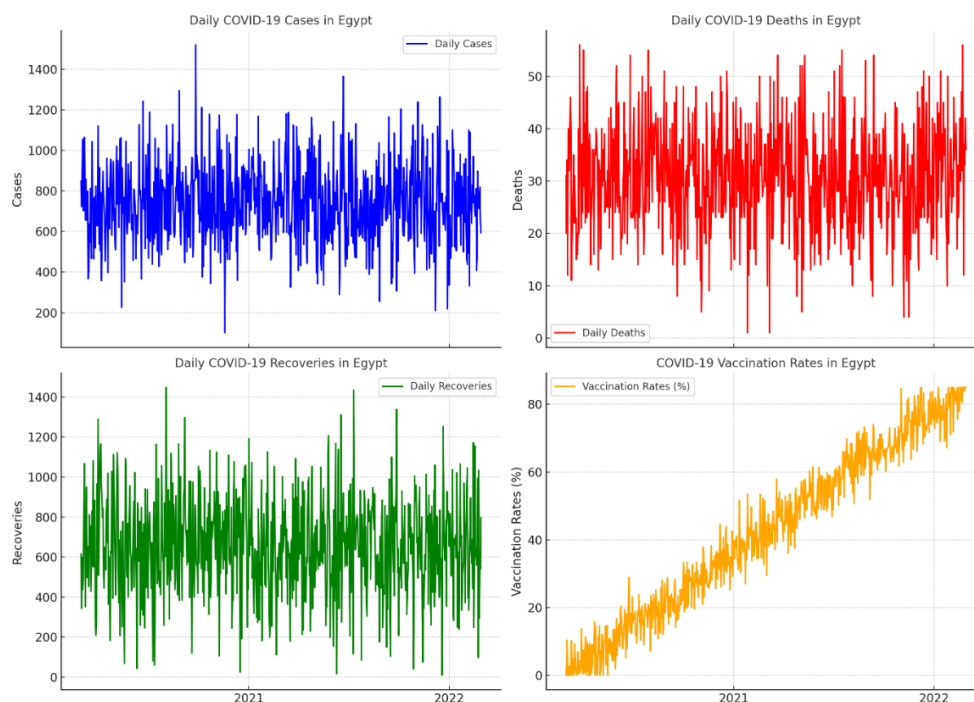 Daily COVID-19 Cases in Egypt
Daily Cases
Cases
1400
1200
1000
800
600
400
200
Daily COVID-19 Deaths in Egypt
Daily Deaths
Deaths
50
40
30
20
10
0
Daily COVID-19 Recoveries in Egypt
Daily Recoveries
Recoveries
1400
1200
1000
800
600
400
200
0
2021
2022
COVID-19 Vaccination Rates in Egypt
Vaccination Rates (%)
Vaccination Rates (%)
80
60
40
20
0
2021
2022